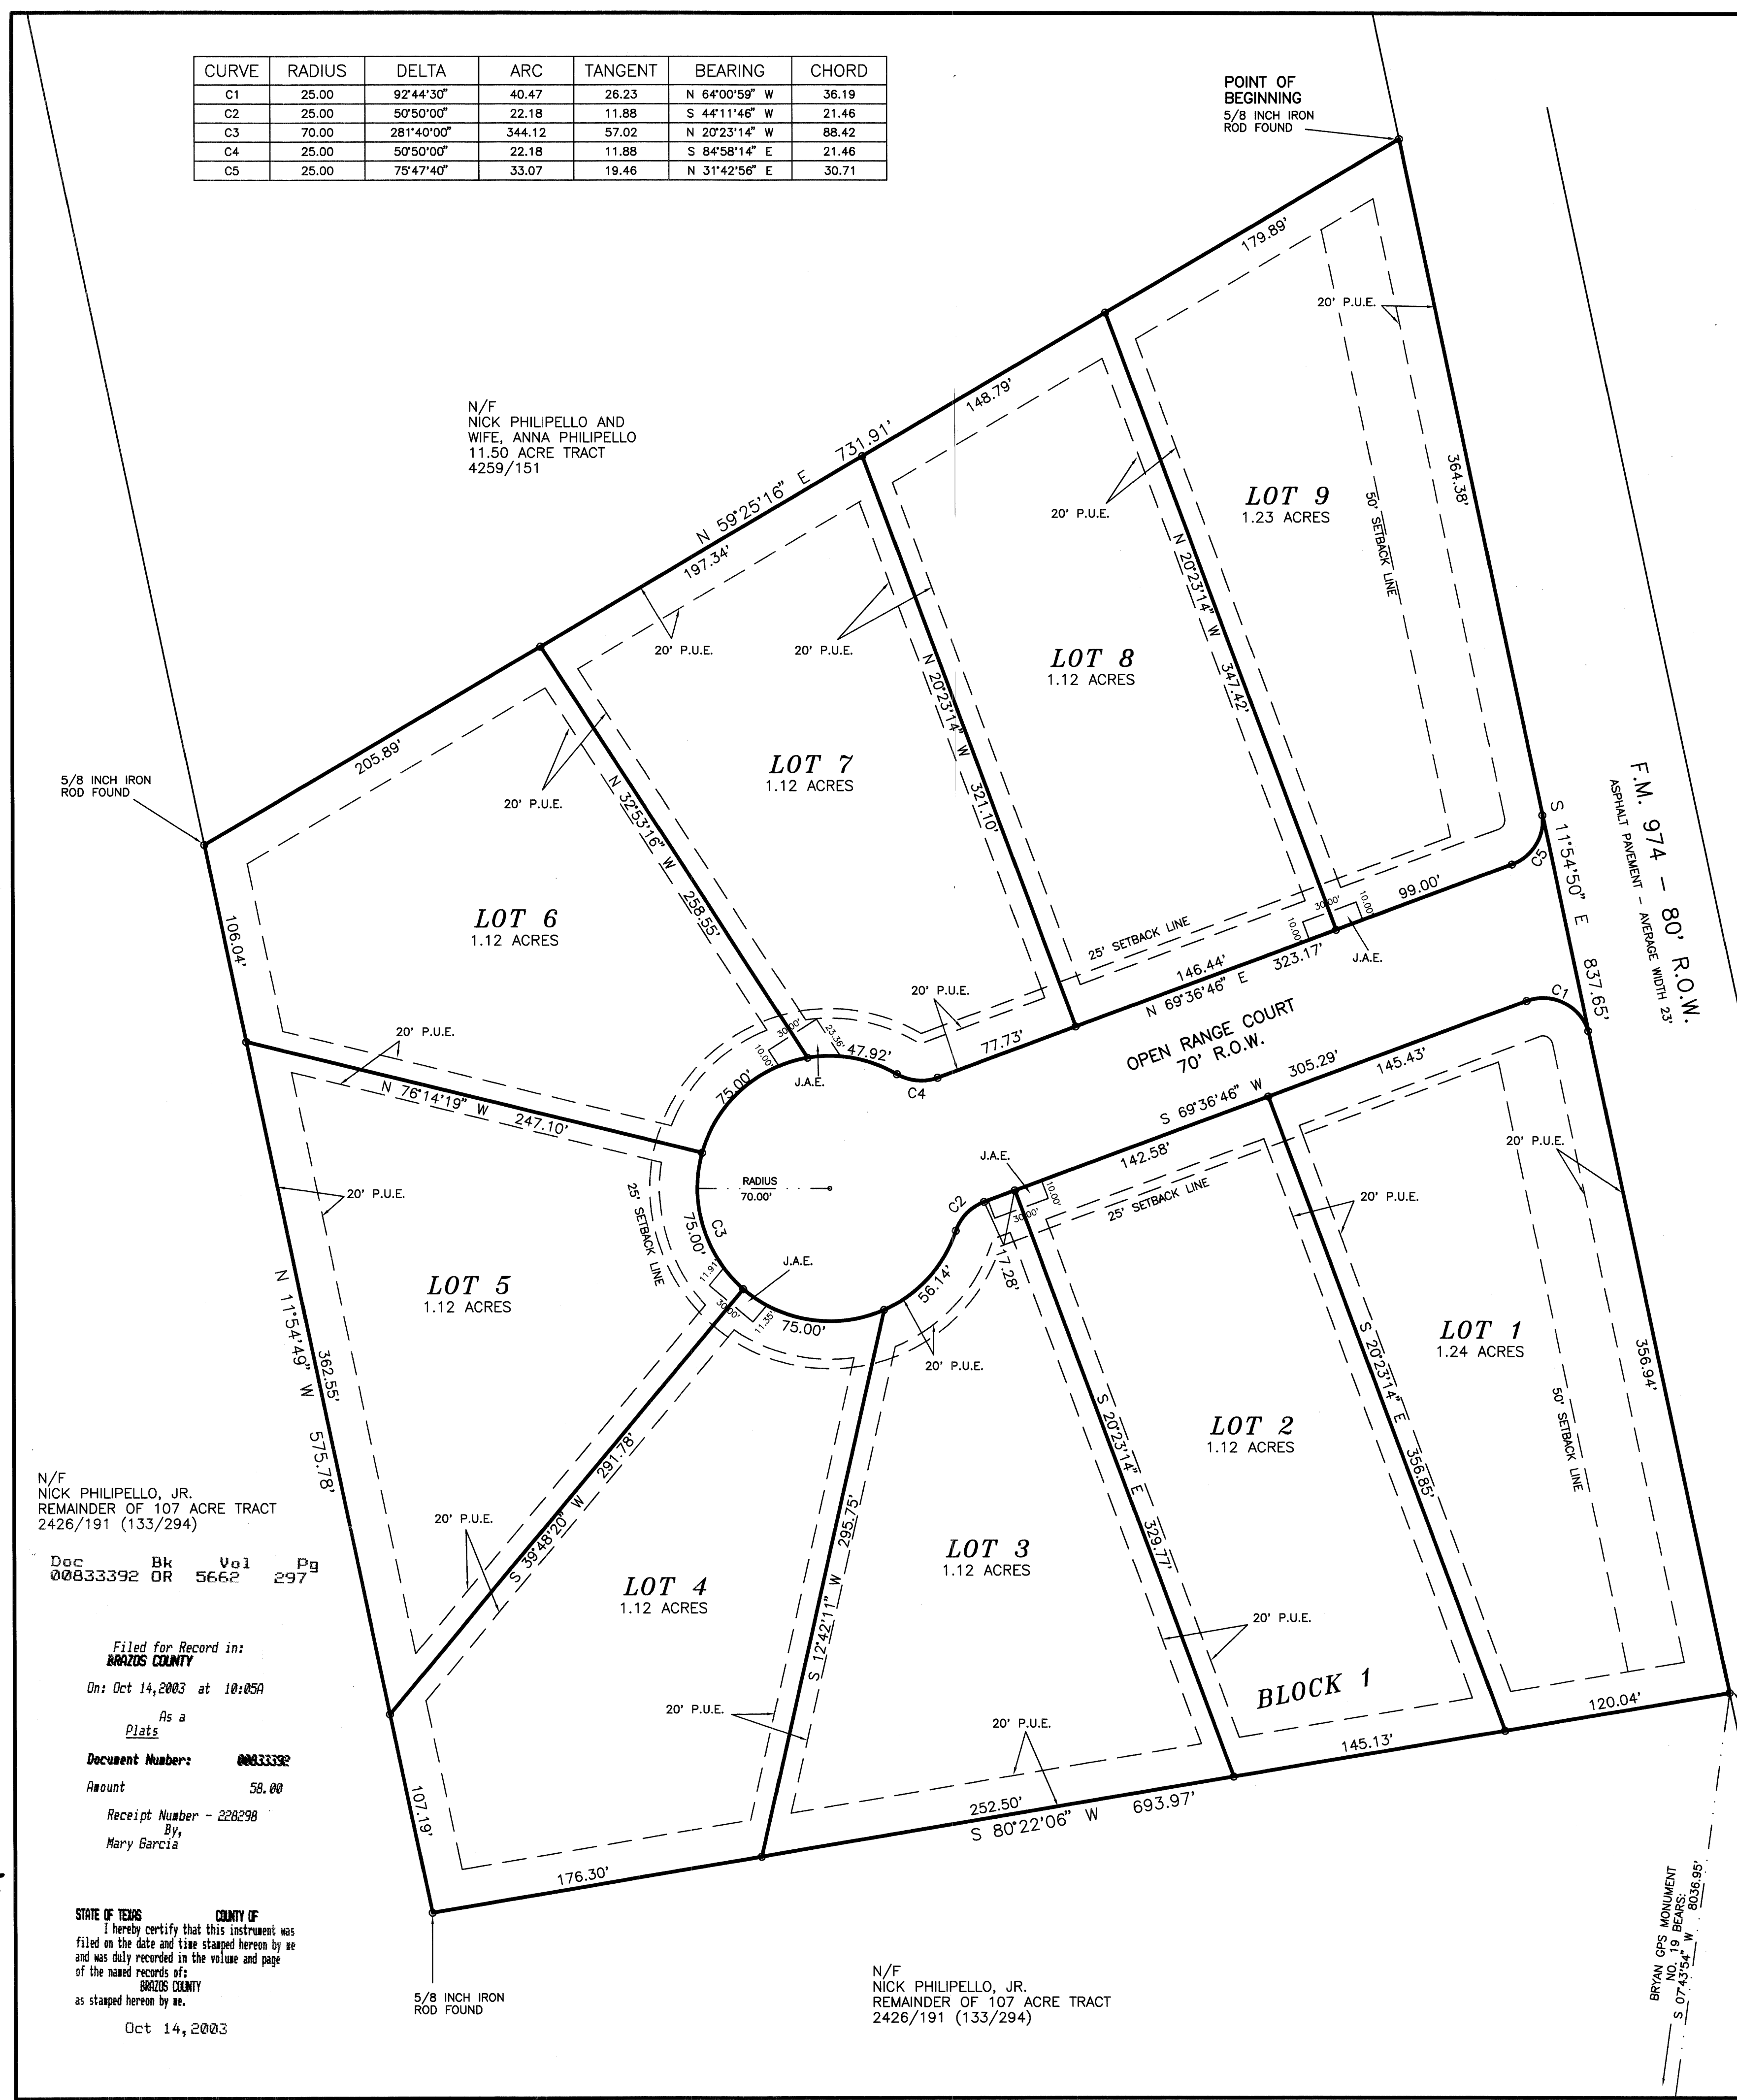 CURVE RADIUS DELTA ARC TANGENT BEARING CHORD
C1 25.00 92°44'30" 40.47 26.23 N 64°00'59" W 36.19
C2 25.00 50°50'00" 22.18 11.88 S 44°11'46" W 21.46
C3 70.00 281°40'00" 344.12 57.02 N 20°23'14" W 88.42
C4 25.00 50°50'00" 22.18 11.88 S 84°58'14" E 21.46
C5 25.00 75°47'40" 33.07 19.46 N 31°42'56" E 30.71
POINT OF
BEGINNING
5/8 INCH IRON
ROD FOUND
179.89'
20' P.U.E.
N/F
NICK PHILIPELLO AND
WIFE, ANNA PHILIPELLO
11.50 ACRE TRACT
4259/151
148.79'
N 59°25'16" E 731.91'
197.34'
205.89'
364.38'
LOT 9
1.23 ACRES
50' SETBACK LINE
20' P.U.E.
N 20°23'14" W 347.42'
LOT 8
1.12 ACRES
20' P.U.E.
20' P.U.E.
N 20°23'14" W 321.10'
LOT 7
1.12 ACRES
5/8 INCH IRON
ROD FOUND
20' P.U.E.
N 32°53'16" W 258.55'
LOT 6
1.12 ACRES
106.04'
F.M. 974 - 80' R.O.W.
ASPHALT PAVEMENT - AVERAGE WIDTH 23'
S 11°54'50" E 837.65'
C5
99.00'
30.00'
10.00'
10.00'
J.A.E.
25' SETBACK LINE
146.44'
N 69°36'46" E 323.17'
20' P.U.E.
77.73'
OPEN RANGE COURT
70' R.O.W.
C1
20' P.U.E.
N 76°14'19" W 247.10'
30.00'
10.00'
23.36'
47.92'
J.A.E.
75.00'
C4
305.29'
145.43'
S 69°36'46" W
142.58'
J.A.E.
10.00'
30.00'
25' SETBACK LINE
20' P.U.E.
20' P.U.E.
20' P.U.E.
RADIUS
70.00'
C2
25' SETBACK LINE
75.00'
C3
17.28'
LOT 5
1.12 ACRES
11.91'
30.00'
11.35'
J.A.E.
75.00'
56.14'
20' P.U.E.
LOT 1
1.24 ACRES
S 20°23'14" E 356.85'
356.94'
50' SETBACK LINE
N 11°54'49" W 575.78'
362.55'
LOT 2
1.12 ACRES
S 20°23'14" E 329.77'
S 39°48'20" W 291.78'
20' P.U.E.
295.75'
S 12°42'11" W
LOT 3
1.12 ACRES
LOT 4
1.12 ACRES
20' P.U.E.
BLOCK 1
20' P.U.E.
20' P.U.E.
120.04'
145.13'
252.50'
S 80°22'06" W 693.97'
176.30'
107.19'
N/F
NICK PHILIPELLO, JR.
REMAINDER OF 107 ACRE TRACT
2426/191 (133/294)
Doc Bk Vol Pg
00833392 OR 5662 297
Filed for Record in:
BRAZOS COUNTY
On: Oct 14,2003 at 10:05A
As a
Plats
Document Number: 00833392
Amount 58.00
Receipt Number - 228298
By,
Mary Garcia
STATE OF TEXAS COUNTY OF
I hereby certify that this instrument was
filed on the date and time stamped hereon by me
and was duly recorded in the volume and page
of the named records of:
BRAZOS COUNTY
as stamped hereon by me.
Oct 14,2003
5/8 INCH IRON
ROD FOUND
N/F
NICK PHILIPELLO, JR.
REMAINDER OF 107 ACRE TRACT
2426/191 (133/294)
BRYAN GPS MONUMENT
NO. 19 BEARS:
S 07°43'54" W 8036.95'